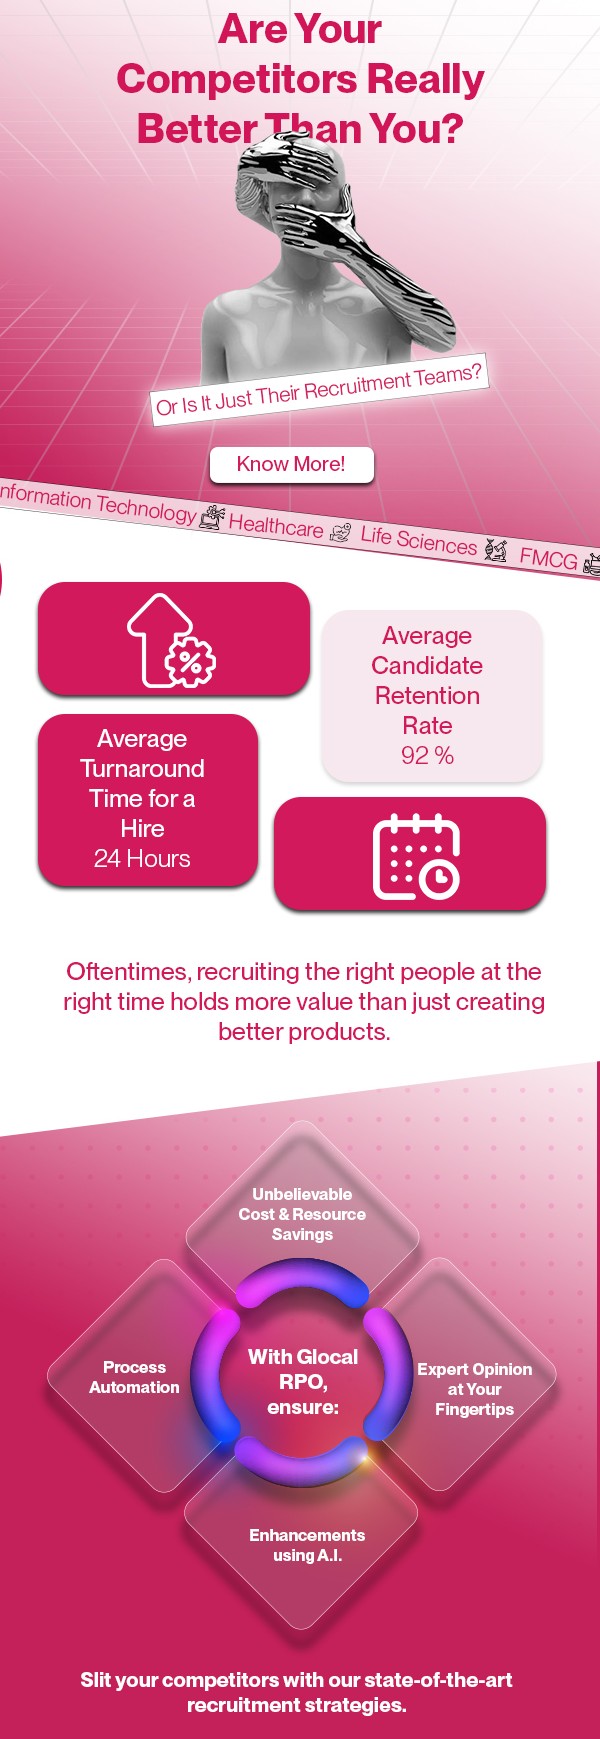 Are Your
Competitors Really
Better Than You?
Or Is It Just Their Recruitment Teams?
Know More!
nformation Technology Healthcare Life Sciences FMCG
Average
Candidate
Retention
Rate
92 %
Average
Turnaround
Time for a
Hire
24 Hours
Oftentimes, recruiting the right people at the
right time holds more value than just creating
better products.
Unbelievable
Cost & Resource
Savings
Process
Automation
With Glocal
RPO,
ensure:
Expert Opinion
at Your
Fingertips
Enhancements
using A.I.
Slit your competitors with our state-of-the-art
recruitment strategies.